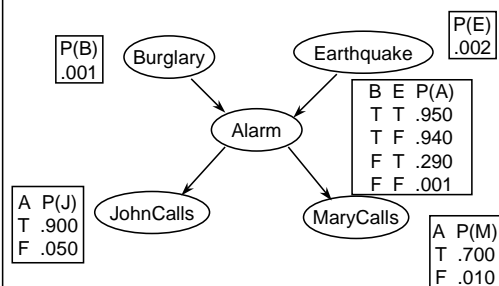 P(B)
.001
Burglary
Earthquake
P(E)
.002
Alarm
B E P(A)
T T .950
T F .940
F T .290
F F .001
A P(J)
T .900
F .050
JohnCalls
MaryCalls
A P(M)
T .700
F .010